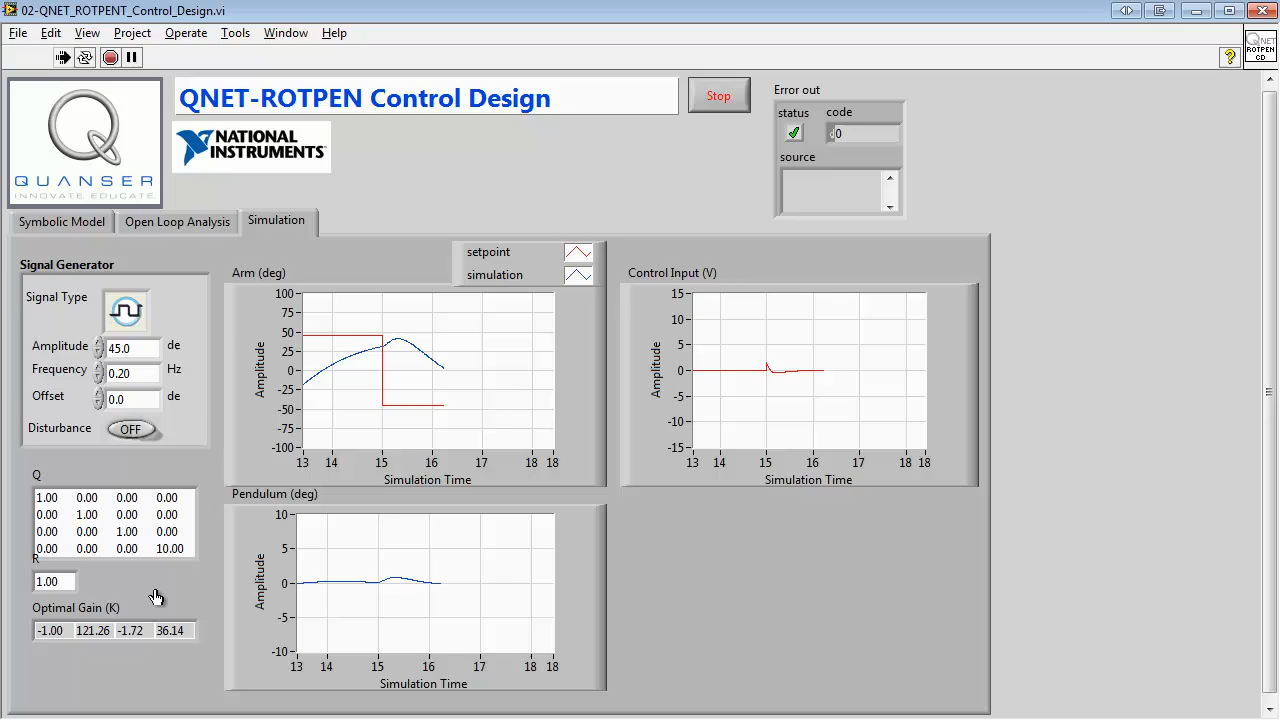 02-QNET_ROTPENT_Control_Design.vi
File Edit View Project Operate Tools Window Help
?
QNET
ROTPEN
CD
QUANSER
INNOVATE. EDUCATE.
QNET-ROTPEN Control Design
NATIONAL
INSTRUMENTS
Stop
Error out
status code
0
source
Symbolic Model Open Loop Analysis Simulation
Signal Generator
Signal Type
Amplitude 45.0 de
Frequency 0.20 Hz
Offset 0.0 de
Disturbance OFF
Q
1.00 0.00 0.00 0.00
0.00 1.00 0.00 0.00
0.00 0.00 1.00 0.00
0.00 0.00 0.00 10.00
R
1.00
Optimal Gain (K)
-1.00 121.26 -1.72 36.14
Arm (deg)
setpoint
simulation
Amplitude
100
75
50
25
0
-25
-50
-75
-100
13 14 15 16 17 18 18
Simulation Time
Control Input (V)
Amplitude
15
10
5
0
-5
-10
-15
13 14 15 16 17 18 18
Simulation Time
Pendulum (deg)
Amplitude
10
5
0
-5
-10
13 14 15 16 17 18 18
Simulation Time